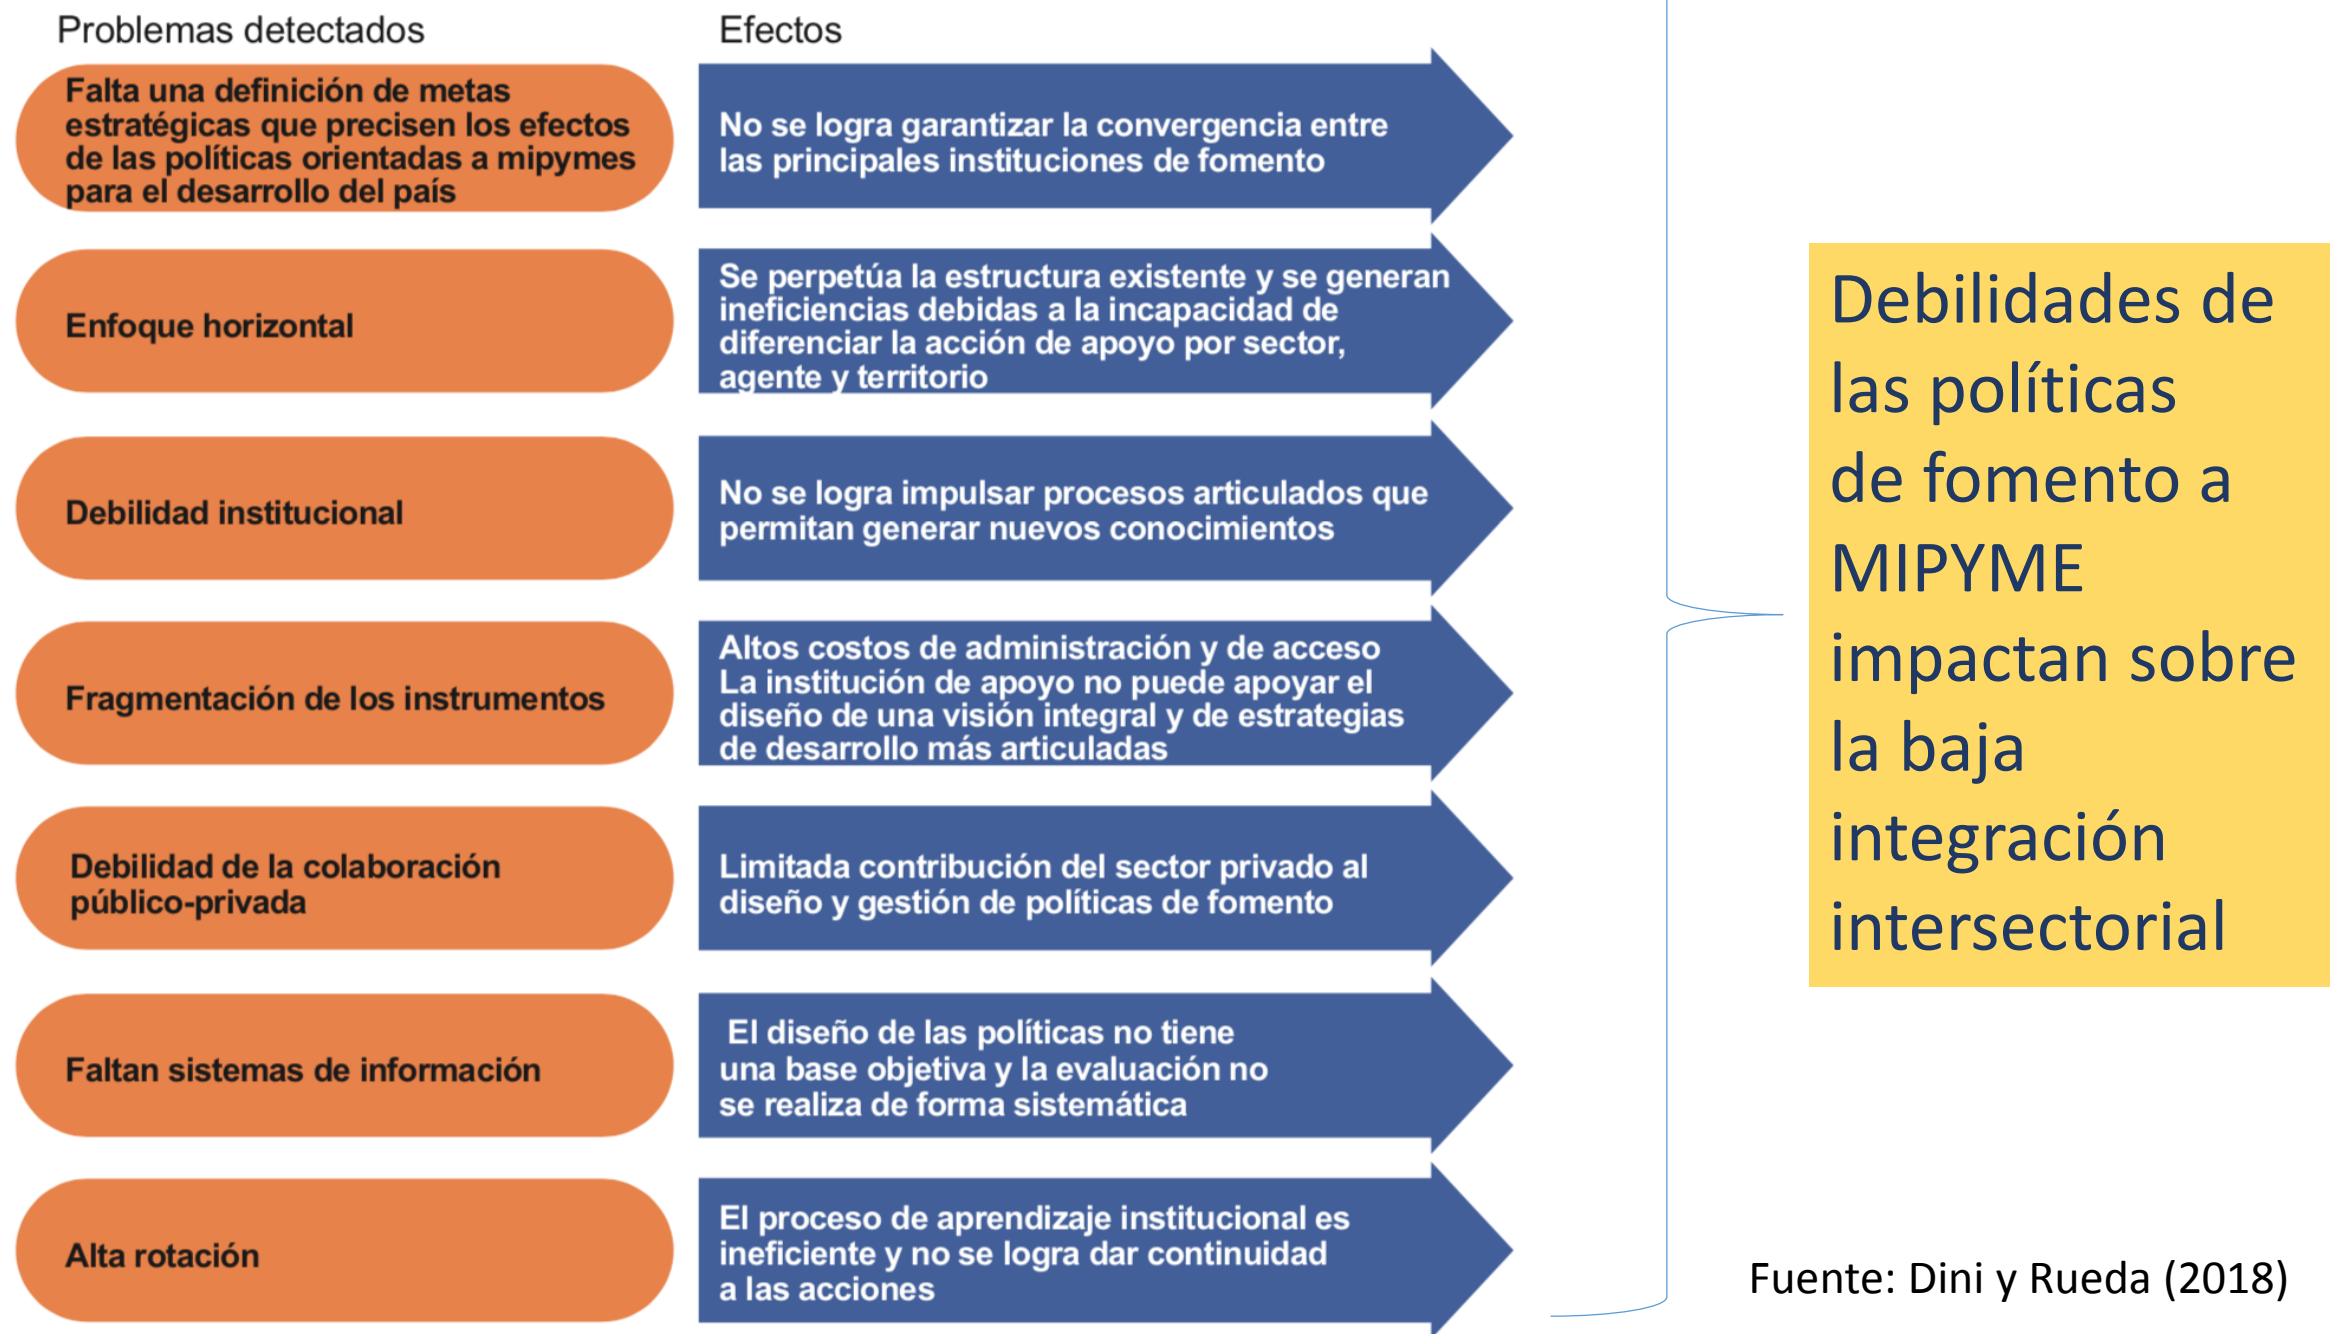 Problemas detectados
Efectos
Falta una definición de metas
estratégicas que precisen los efectos
de las políticas orientadas a mipymes
para el desarrollo del país
No se logra garantizar la convergencia entre
las principales instituciones de fomento
Enfoque horizontal
Se perpetúa la estructura existente y se generan
ineficiencias debidas a la incapacidad de
diferenciar la acción de apoyo por sector,
agente y territorio
Debilidad institucional
No se logra impulsar procesos articulados que
permitan generar nuevos conocimientos
Fragmentación de los instrumentos
Altos costos de administración y de acceso
La institución de apoyo no puede apoyar el
diseño de una visión integral y de estrategias
de desarrollo más articuladas
Debilidad de la colaboración
público-privada
Limitada contribución del sector privado al
diseño y gestión de políticas de fomento
Faltan sistemas de información
El diseño de las políticas no tiene
una base objetiva y la evaluación no
se realiza de forma sistemática
Alta rotación
El proceso de aprendizaje institucional es
ineficiente y no se logra dar continuidad
a las acciones
Debilidades de
las políticas
de fomento a
MIPYME
impactan sobre
la baja
integración
intersectorial
Fuente: Dini y Rueda (2018)